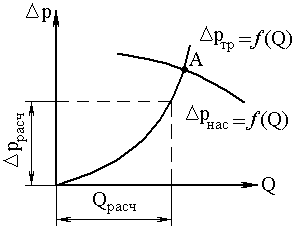 Δp
Δpтр=f(Q)
A
Δpнас=f(Q)
Δpрасч
Qрасч
Q